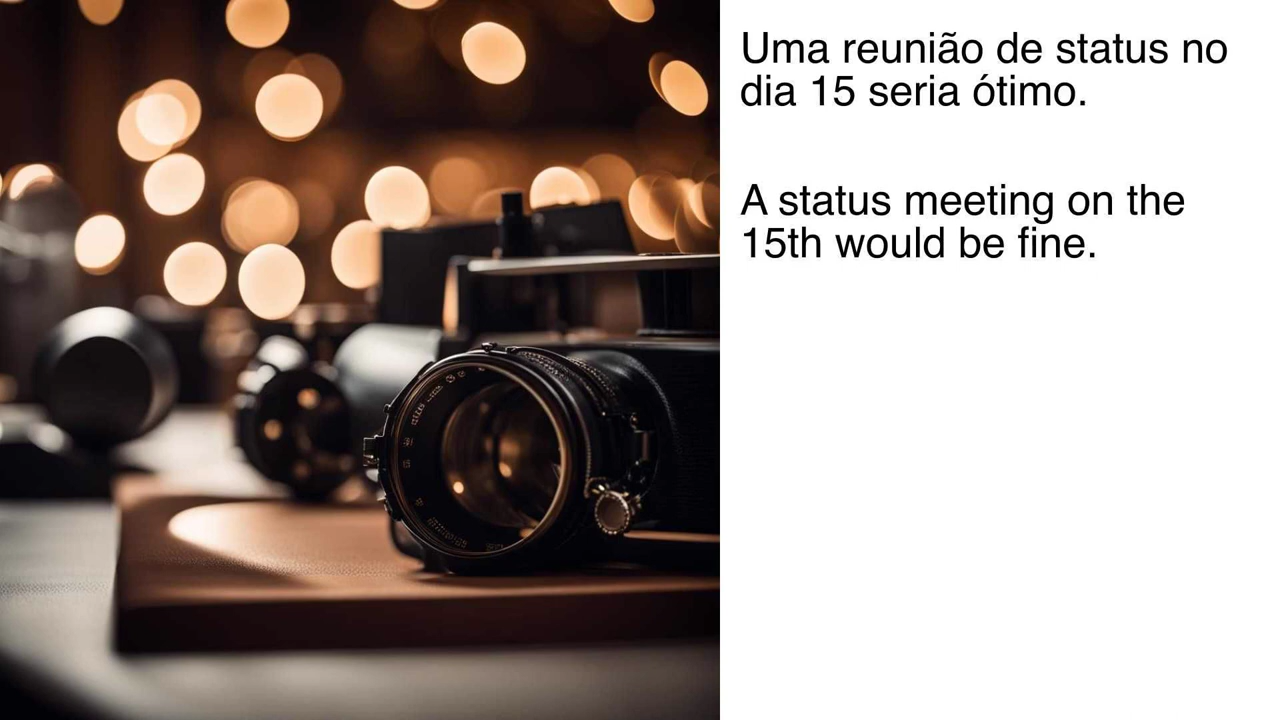 Uma reunião de status no
dia 15 seria ótimo.
A status meeting on the
15th would be fine.